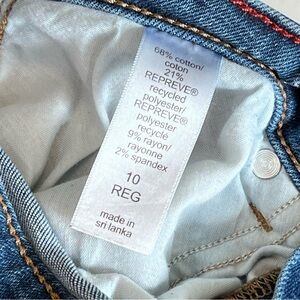 68% cotton/
coton
21%
REPREVE®
recycled
polyester/
REPREVE®
polyester
recyclé
9% rayon/
rayonne
2% spandex
10
REG
made in
sri lanka